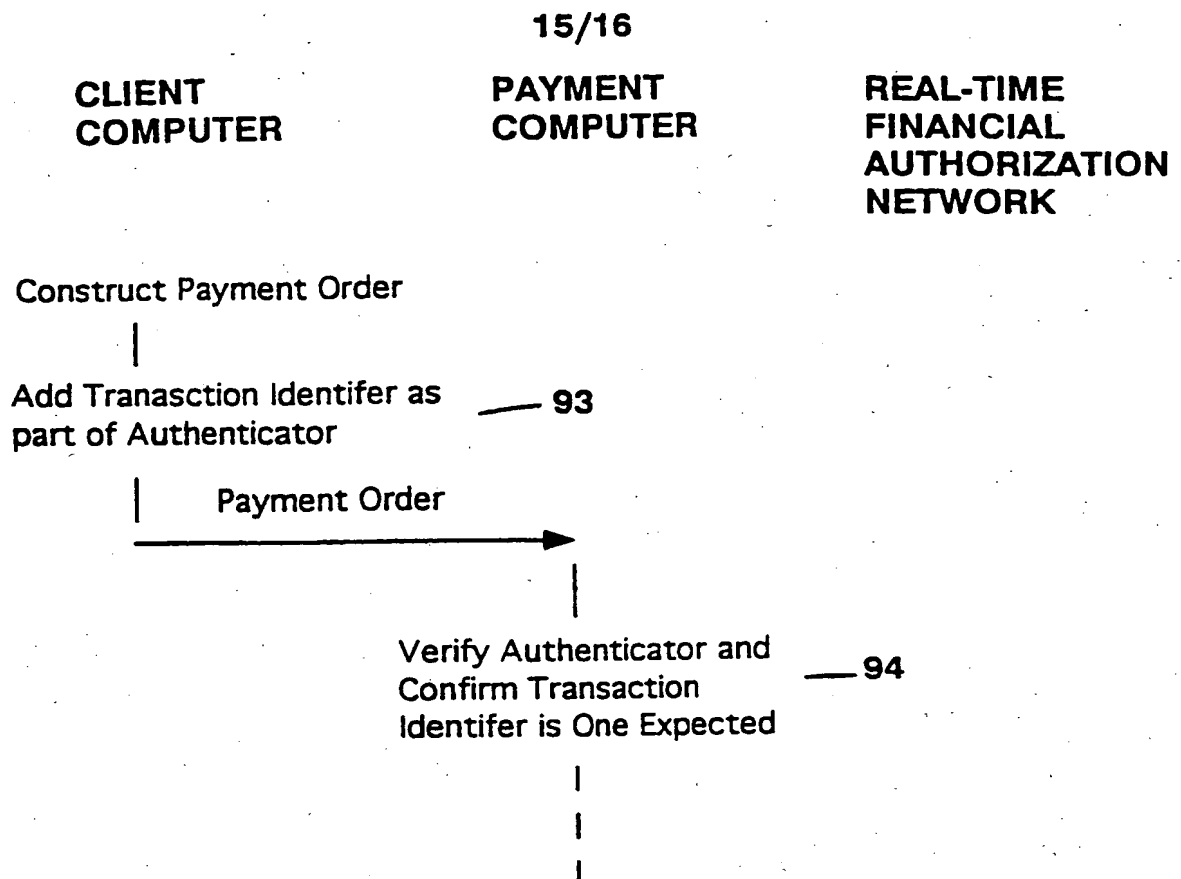 15/16
CLIENT
COMPUTER
PAYMENT
COMPUTER
REAL-TIME
FINANCIAL
AUTHORIZATION
NETWORK
Construct Payment Order
Add Tranasction Identifer as
part of Authenticator
93
Payment Order
Verify Authenticator and
Confirm Transaction
Identifer is One Expected
94